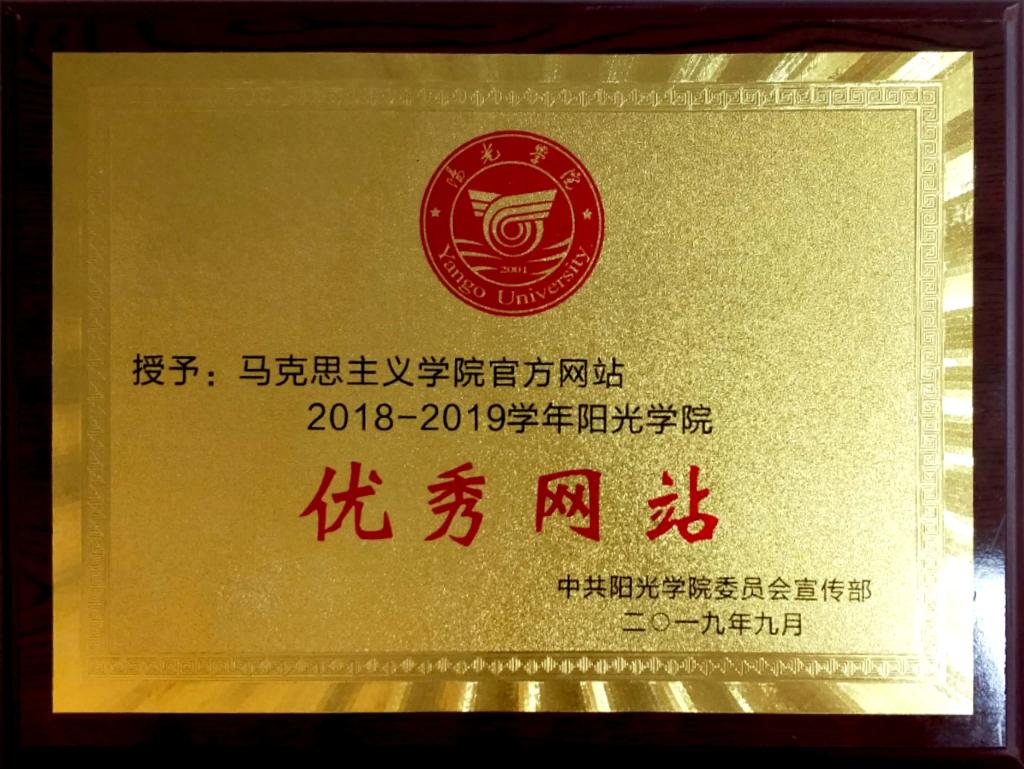 阳光学院
2001
Yango University
授予：马克思主义学院官方网站
2018-2019学年阳光学院
优秀网站
中共阳光学院委员会宣传部
二〇一九年九月